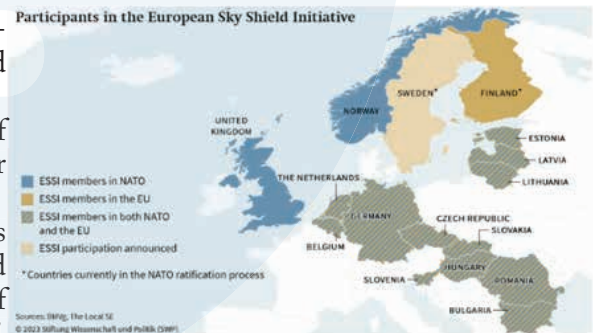 Participants in the European Sky Shield Initiative
d
f
r
s
d
f
NORWAY
SWEDEN*
FINLAND*
UNITED
KINGDOM
ESTONIA
LATVIA
LITHUANIA
THE NETHERLANDS
GERMANY
BELGIUM
CZECH REPUBLIC
SLOVAKIA
HUNGARY
SLOVENIA
ROMANIA
BULGARIA
ESSI members in NATO
ESSI members in the EU
ESSI members in both NATO
and the EU
ESSI participation announced
*Countries currently in the NATO ratification process
Sources: BMVg, The Local SE
© 2023 Stiftung Wissenschaft und Politik (SWP)